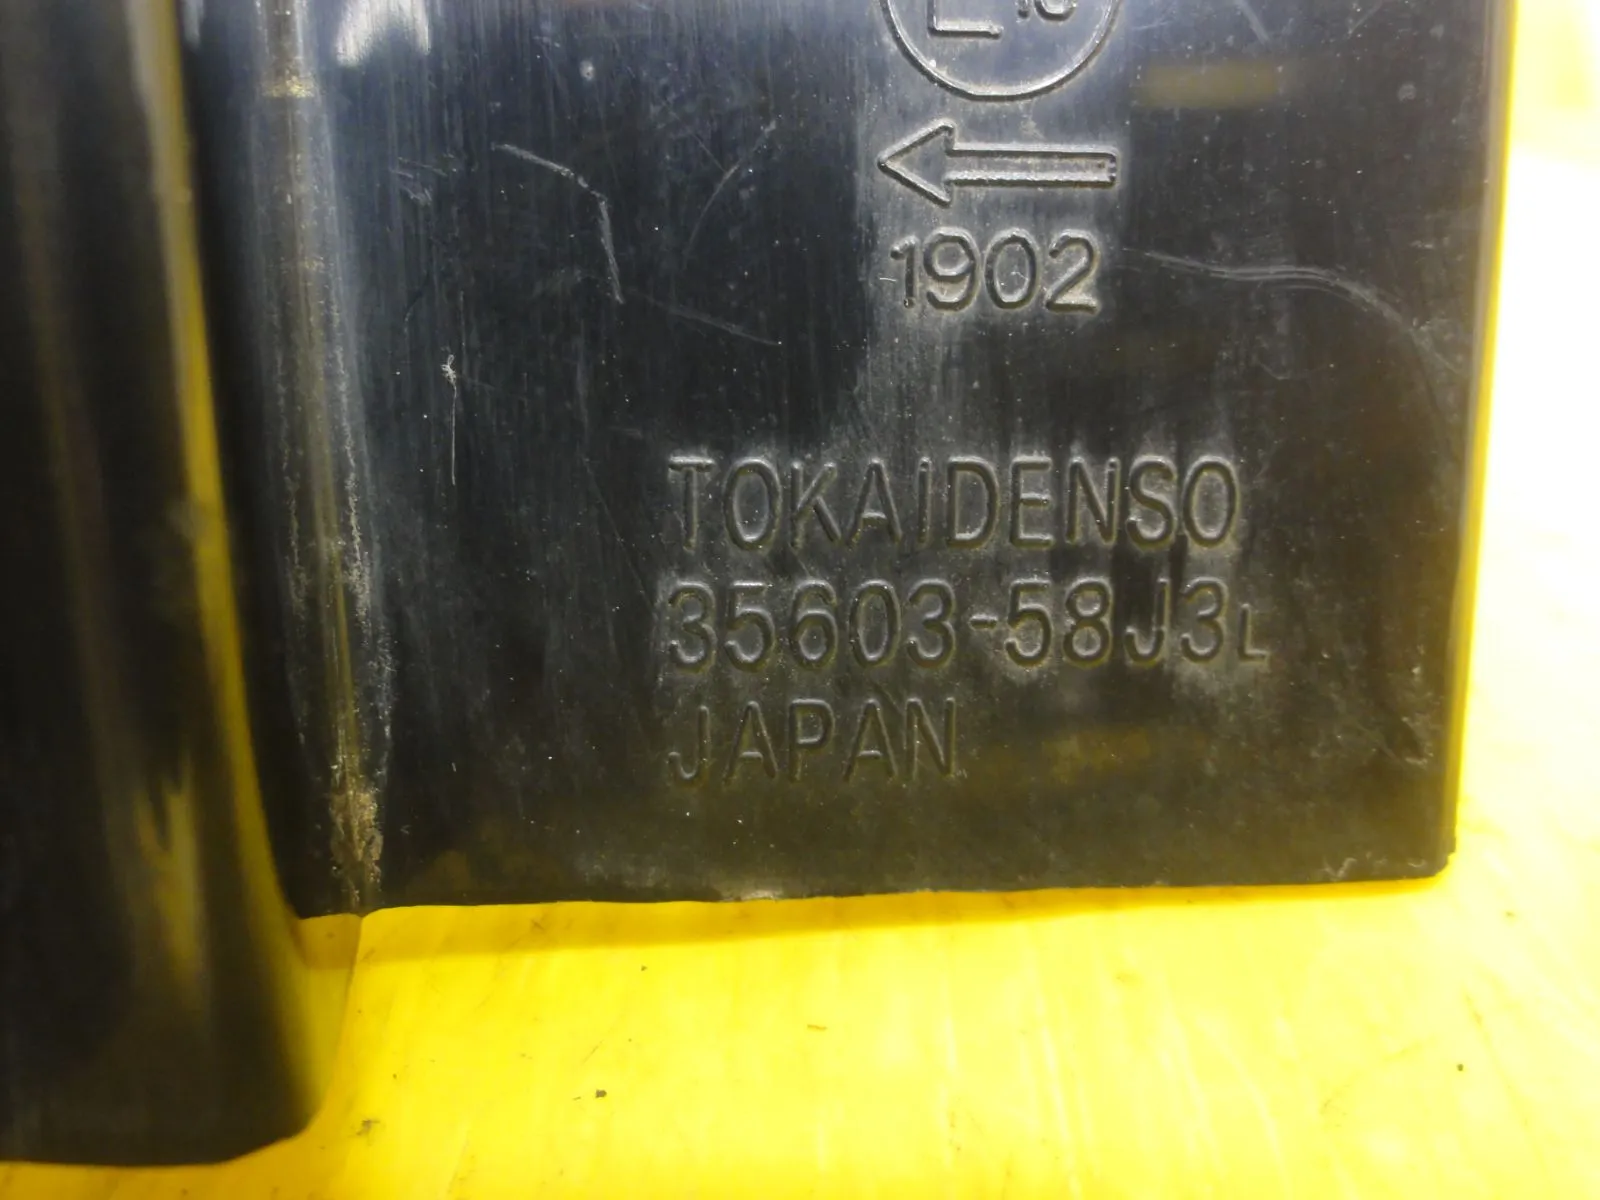 L
1902
TOKAIDENSO
35603-58J3L
JAPAN